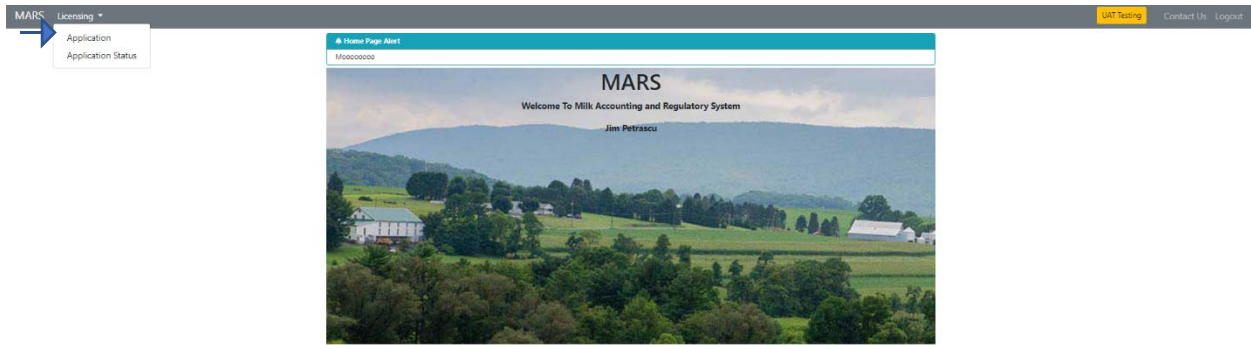 MARS Licensing UAT Testing Contact Us Logout
Application
Application Status
Home Page Alert
Mooooooooo
MARS
Welcome To Milk Accounting and Regulatory System
Jim Petrascu